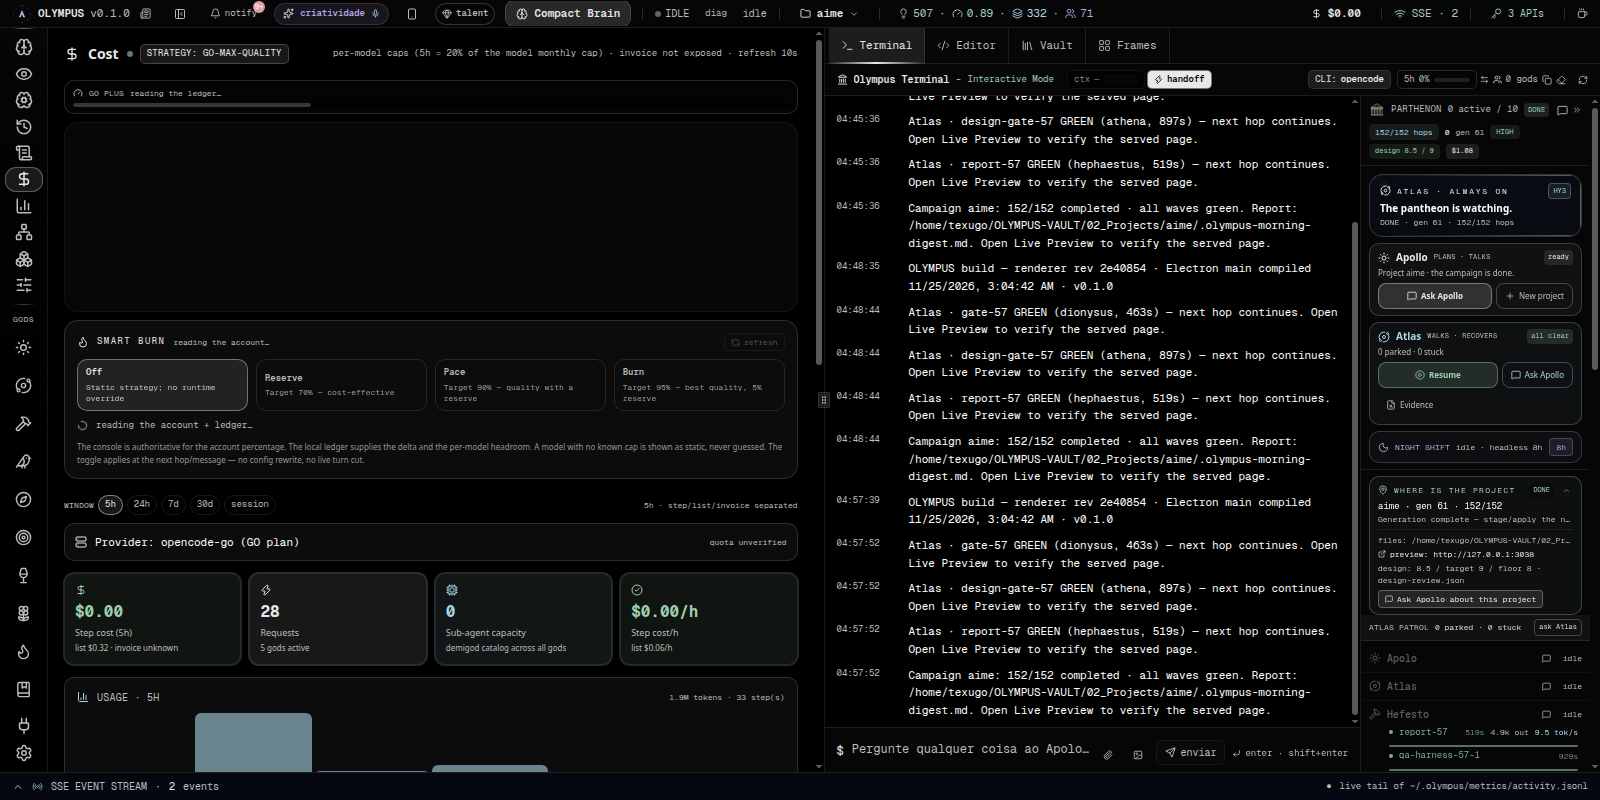 OLYMPUS v0.1.0
notify
9+
criatividade
talent
Compact Brain
IDLE
diag
idle
aime
507 · 0.89 · 332 · 71
$0.00
SSE · 2
3 APIs
GODS
Cost
STRATEGY: GO-MAX-QUALITY
per-model caps (5h = 20% of the model monthly cap) · invoice not exposed · refresh 10s
GO PLUS reading the ledger…
SMART BURN reading the account…
refresh
Off
Static strategy; no runtime
override
Reserve
Target 70% — cost-effective
Pace
Target 90% — quality with a
reserve
Burn
Target 95% — best quality, 5%
reserve
reading the account + ledger…
The console is authoritative for the account percentage. The local ledger supplies the delta and the per-model headroom. A model with no known cap is shown as static, never guessed. The
toggle applies at the next hop/message — no config rewrite, no live turn cut.
WINDOW 5h 24h 7d 30d session
5h · step/list/invoice separated
Provider: opencode-go (GO plan)
quota unverified
$0.00
Step cost (5h)
list $0.32 · invoice unknown
28
Requests
5 gods active
0
Sub-agent capacity
demigod catalog across all gods
$0.00/h
Step cost/h
list $0.06/h
USAGE · 5H
1.9M tokens · 33 step(s)
Terminal
Editor
Vault
Frames
Olympus Terminal - Interactive Mode
ctx —
handoff
CLI: opencode
5h 0%
0 gods
Live Preview to verify the served page.
04:45:36 Atlas · design-gate-57 GREEN (athena, 897s) — next hop continues.
Open Live Preview to verify the served page.
04:45:36 Atlas · report-57 GREEN (hephaestus, 519s) — next hop continues.
Open Live Preview to verify the served page.
04:45:36 Campaign aime: 152/152 completed · all waves green. Report:
/home/texugo/OLYMPUS-VAULT/02_Projects/aime/.olympus-morning-
digest.md. Open Live Preview to verify the served page.
04:48:35 OLYMPUS build — renderer rev 2e40854 · Electron main compiled
11/25/2026, 3:04:42 AM · v0.1.0
04:48:44 Atlas · gate-57 GREEN (dionysus, 463s) — next hop continues. Open
Live Preview to verify the served page.
04:48:44 Atlas · design-gate-57 GREEN (athena, 897s) — next hop continues.
Open Live Preview to verify the served page.
04:48:44 Atlas · report-57 GREEN (hephaestus, 519s) — next hop continues.
Open Live Preview to verify the served page.
04:48:44 Campaign aime: 152/152 completed · all waves green. Report:
/home/texugo/OLYMPUS-VAULT/02_Projects/aime/.olympus-morning-
digest.md. Open Live Preview to verify the served page.
04:57:39 OLYMPUS build — renderer rev 2e40854 · Electron main compiled
11/25/2026, 3:04:42 AM · v0.1.0
04:57:52 Atlas · gate-57 GREEN (dionysus, 463s) — next hop continues. Open
Live Preview to verify the served page.
04:57:52 Atlas · design-gate-57 GREEN (athena, 897s) — next hop continues.
Open Live Preview to verify the served page.
04:57:52 Atlas · report-57 GREEN (hephaestus, 519s) — next hop continues.
Open Live Preview to verify the served page.
04:57:52 Campaign aime: 152/152 completed · all waves green. Report:
/home/texugo/OLYMPUS-VAULT/02_Projects/aime/.olympus-morning-
digest.md. Open Live Preview to verify the served page.
$ Pergunte qualquer coisa ao Apolo…
enviar
enter · shift+enter
PARTHENON 0 active / 10 DONE
152/152 hops 0 gen 61 HIGH
design 8.5 / 9 $1.08
ATLAS · ALWAYS ON HY3
The pantheon is watching.
DONE · gen 61 · 152/152 hops
Apollo PLANS · TALKS ready
Project aime · the campaign is done.
Ask Apollo
New project
Atlas WALKS · RECOVERS all clear
0 parked · 0 stuck
Resume
Ask Apollo
Evidence
NIGHT SHIFT idle · headless 8h 8h
WHERE IS THE PROJECT DONE
aime · gen 61 · 152/152
Generation complete — stage/apply the n…
files: /home/texugo/OLYMPUS-VAULT/02_Pr…
preview: http://127.0.0.1:3038
design: 8.5 / target 9 / floor 8 ·
design-review.json
Ask Apollo about this project
ATLAS PATROL 0 parked · 0 stuck ask Atlas
Apolo idle
Atlas idle
Hefesto idle
report-57 519s 4.9k out 9.5 tok/s
qa-harness-57-1 929s
SSE EVENT STREAM · 2 events
live tail of ~/.olympus/metrics/activity.jsonl